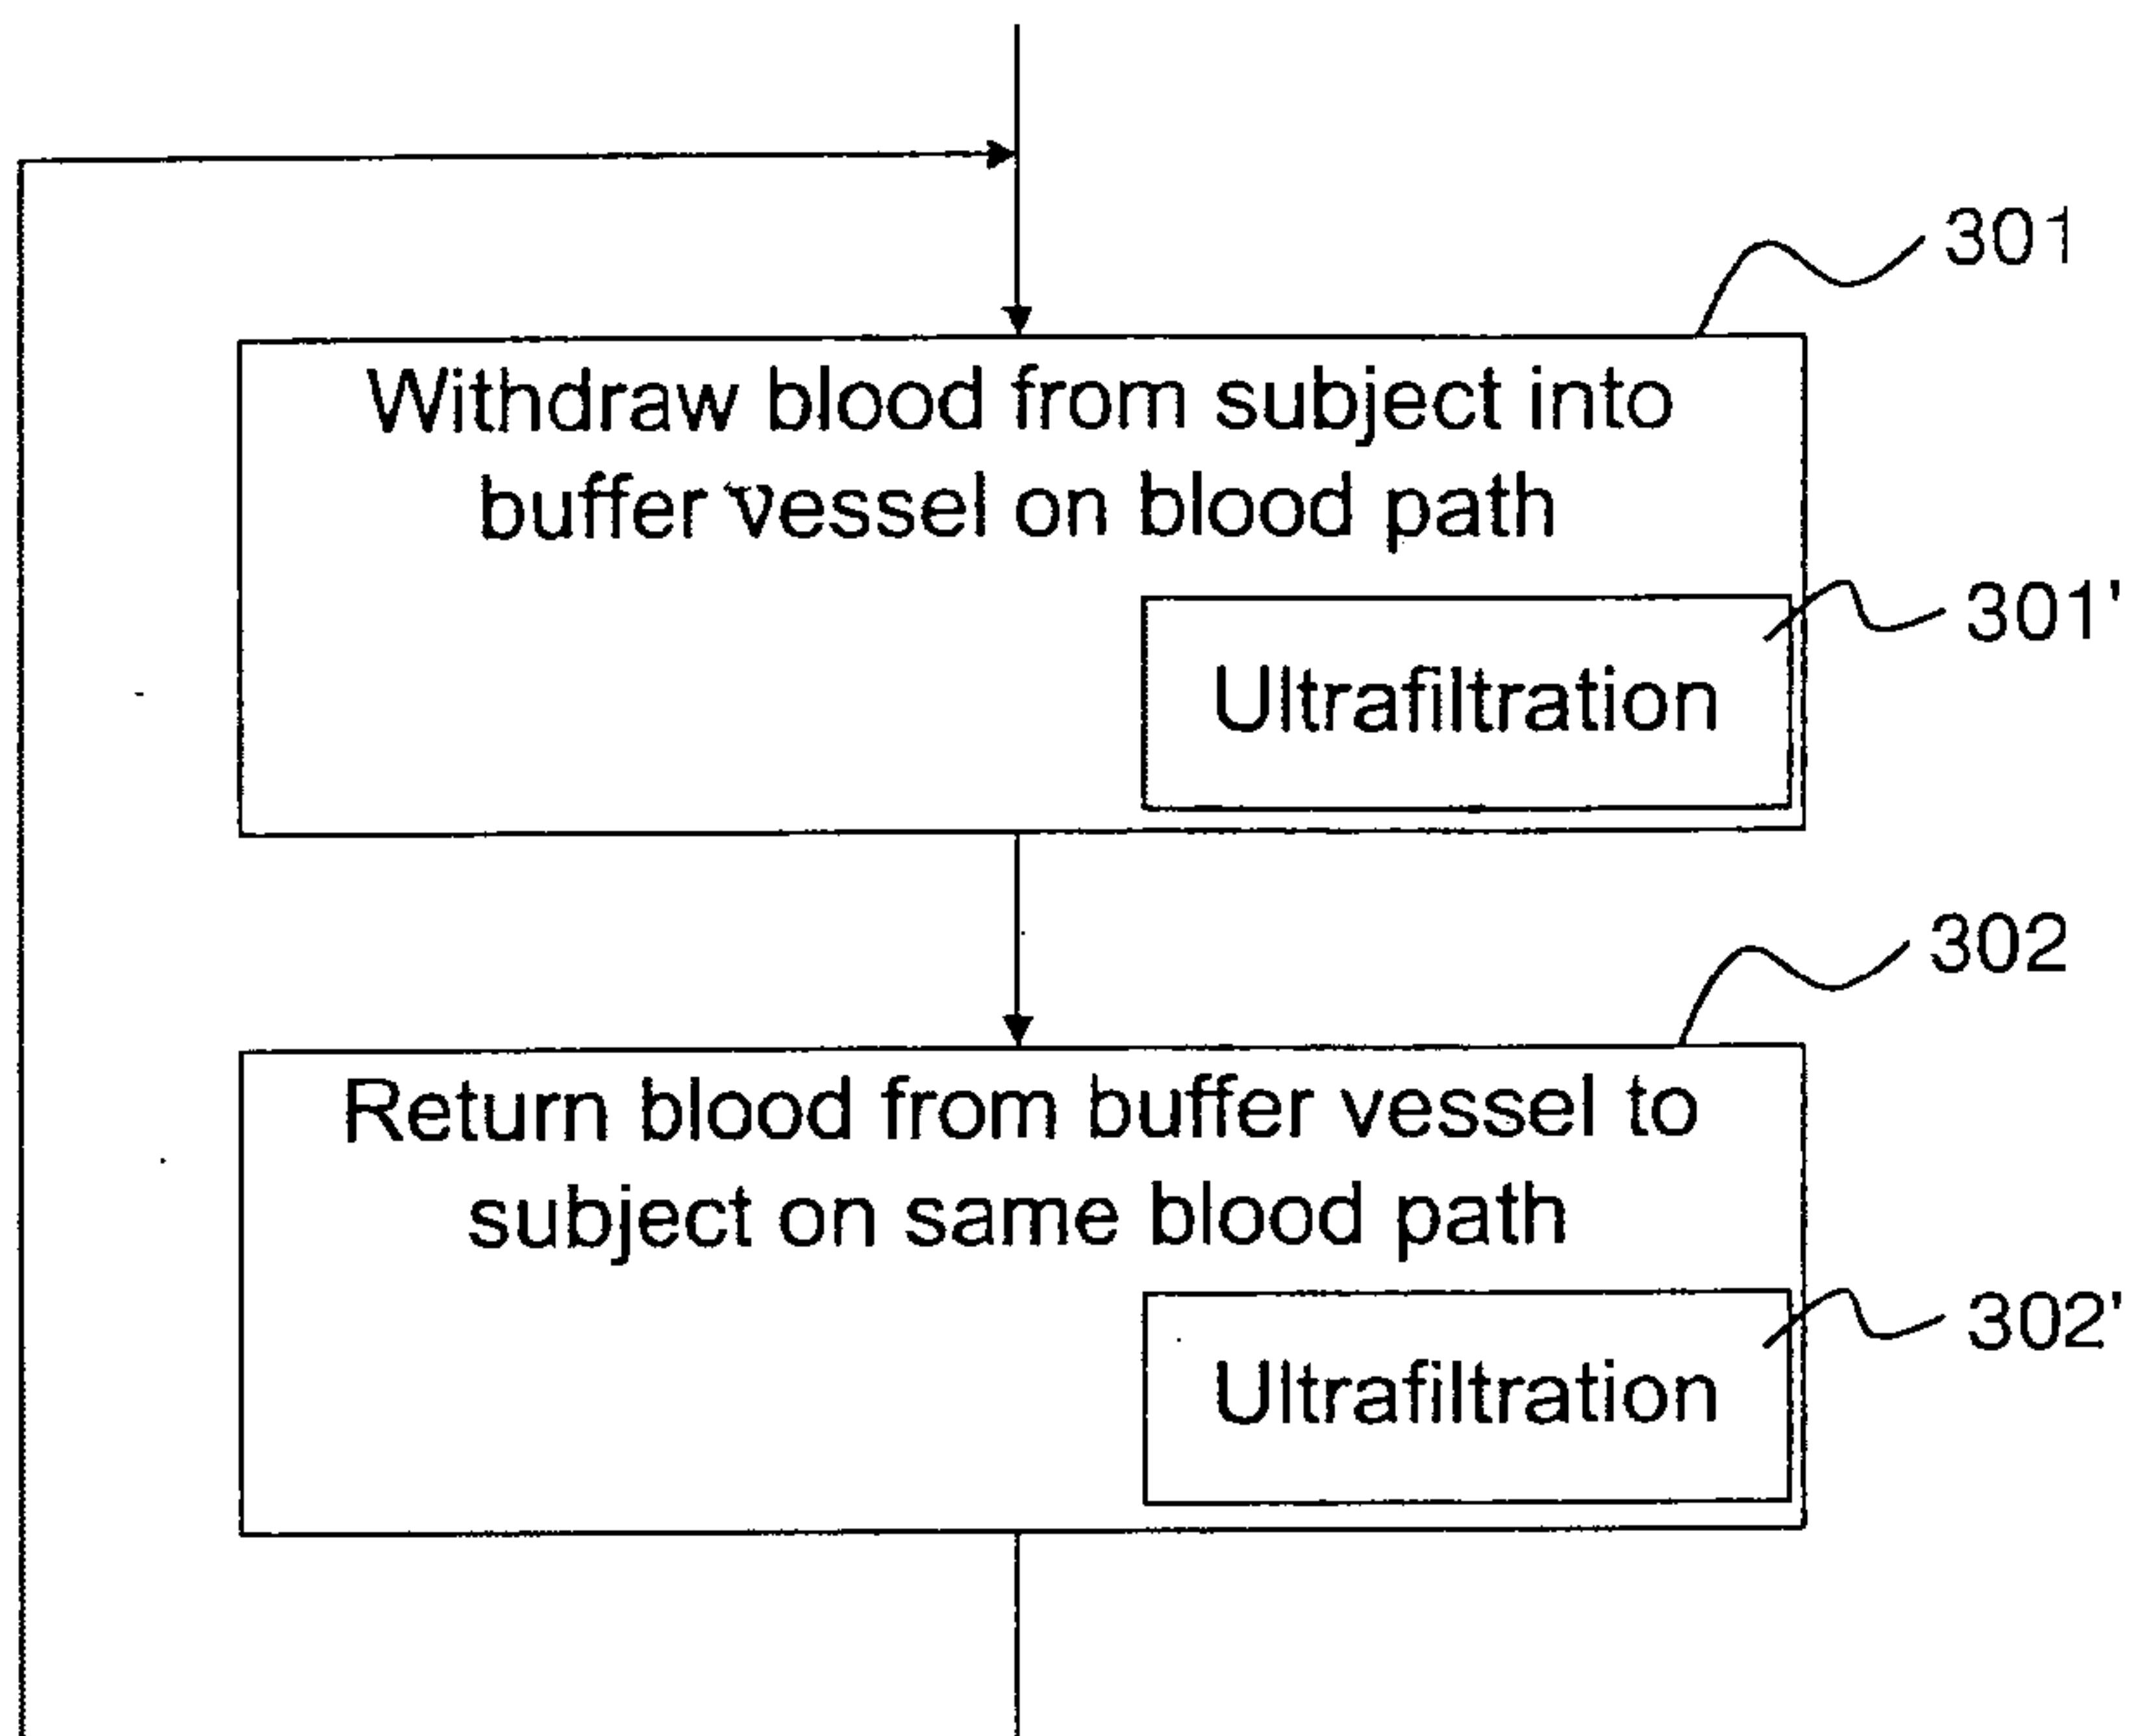 301
Withdraw blood from subject into
buffer vessel on blood path
301'
Ultrafiltration
302
Return blood from buffer vessel to
subject on same blood path
302'
Ultrafiltration